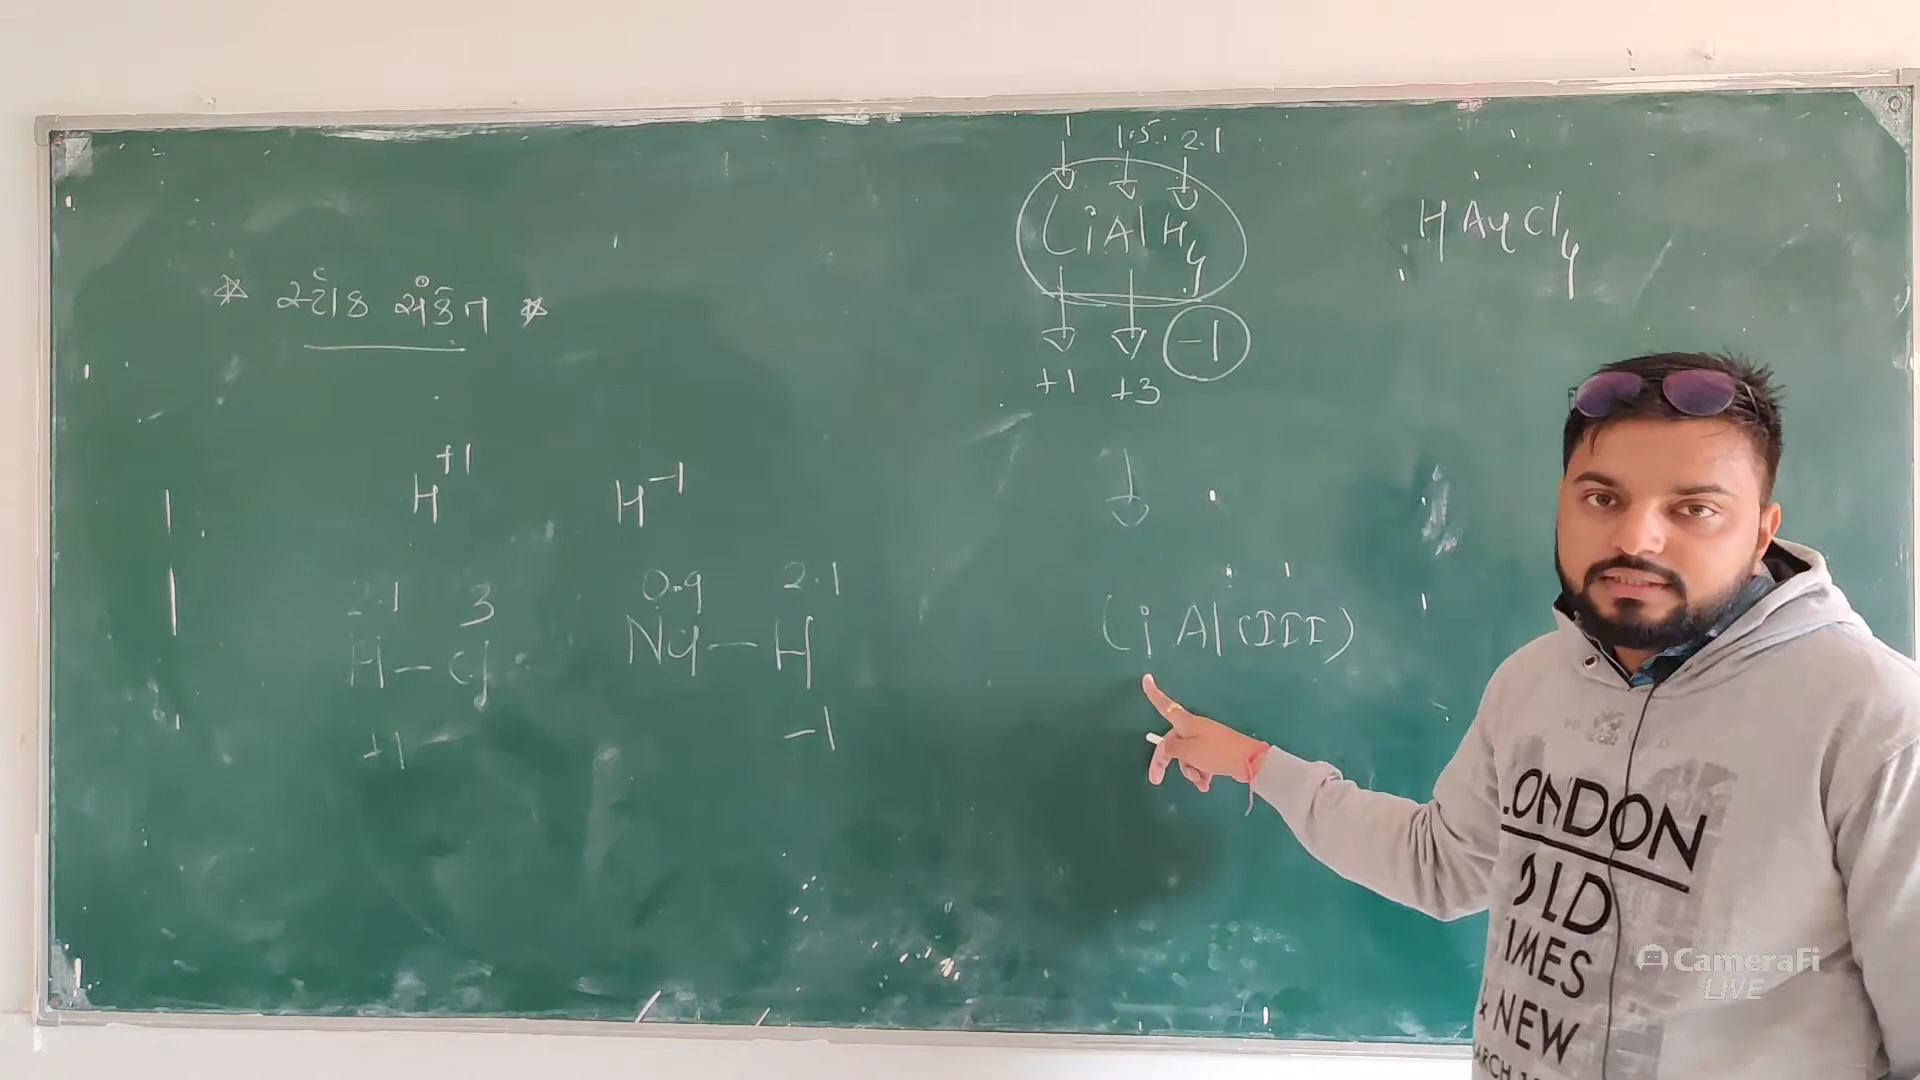 * સ્ટોક સંકેત *
1 1.5 2.1
LiAlH4
-1
+1 +3
HAuCl4
H+1 H-1
2.1 3
H-Cl
+1
0.9 2.1
Na-H
-1
LiAl(III)
LONDON
OLD
TIMES
& NEW
MARCH
CameraFi
LIVE